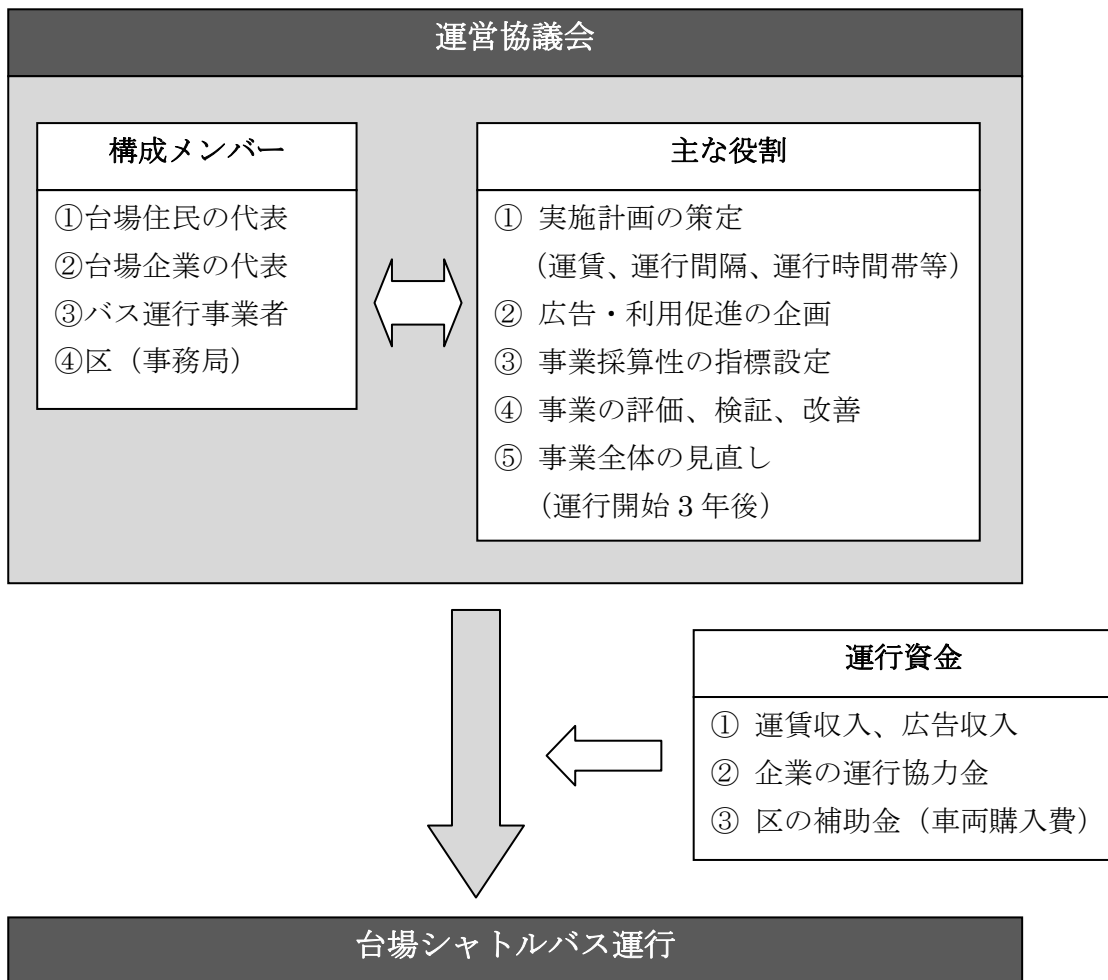 運営協議会
構成メンバー
①台場住民の代表
②台場企業の代表
③バス運行事業者
④区（事務局）
主な役割
① 実施計画の策定
（運賃、運行間隔、運行時間帯等）
② 広告・利用促進の企画
③ 事業採算性の指標設定
④ 事業の評価、検証、改善
⑤ 事業全体の見直し
（運行開始 3 年後）
運行資金
① 運賃収入、広告収入
② 企業の運行協力金
③ 区の補助金（車両購入費）
台場シャトルバス運行